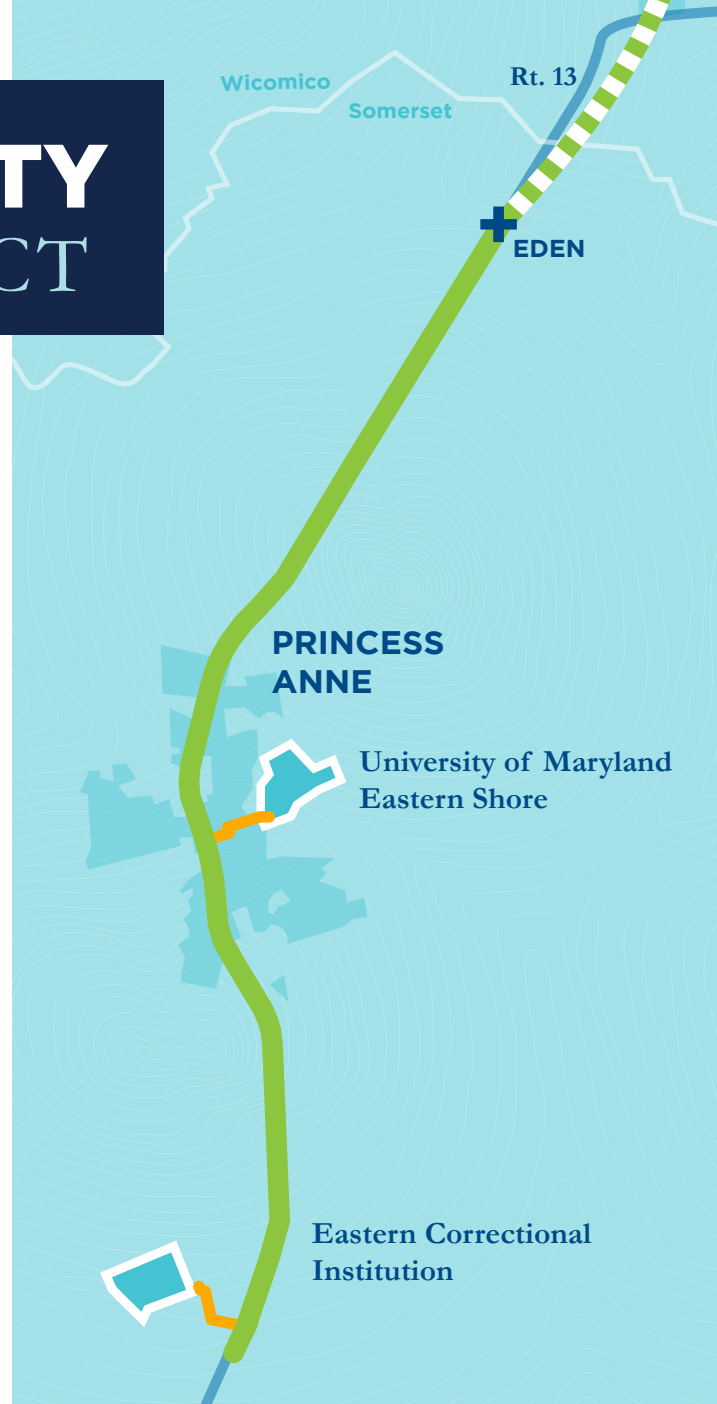 Wicomico
Rt. 13
Somerset
TY
CT
EDEN
PRINCESS
ANNE
University of Maryland
Eastern Shore
Eastern Correctional
Institution